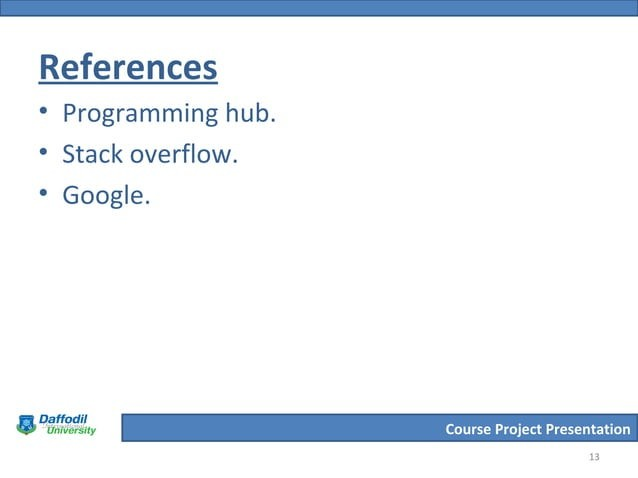 References
• Programming hub.
• Stack overflow.
• Google.
Daffodil
University
Course Project Presentation
13